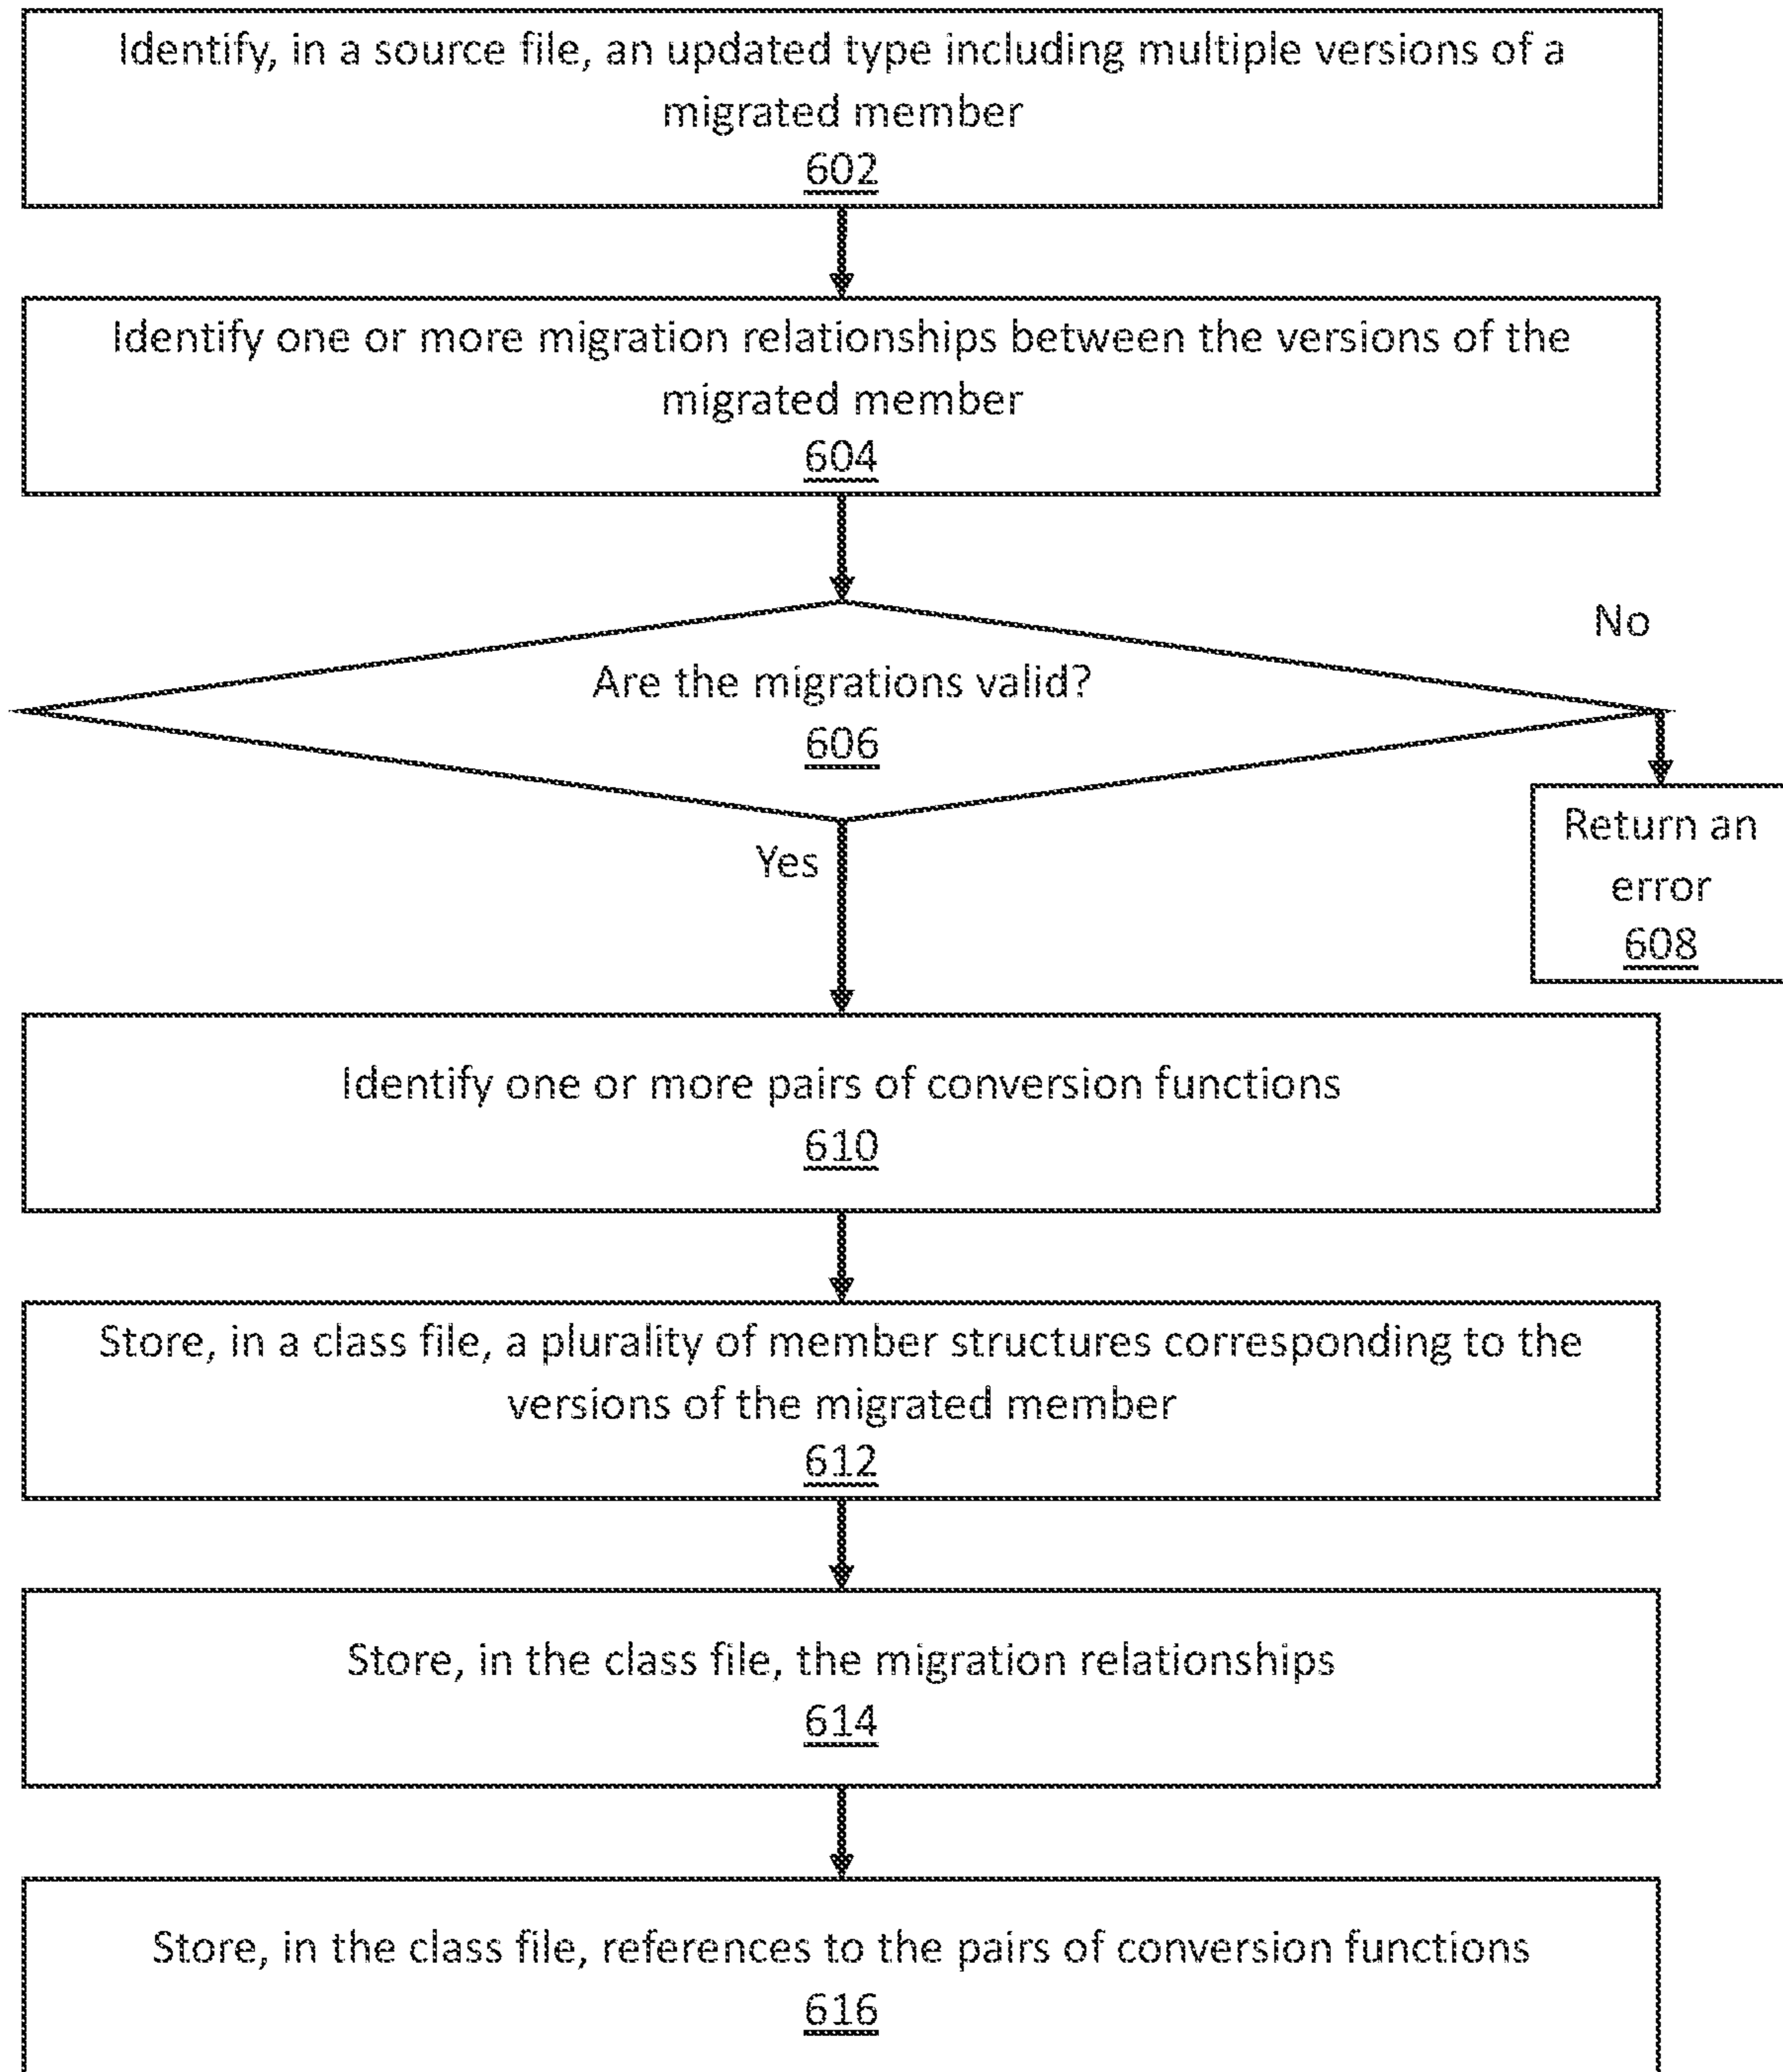 Identify, in a source file, an updated type including multiple versions of a
migrated member
602
Identify one or more migration relationships between the versions of the
migrated member
604
No
Are the migrations valid?
606
Yes
Return an
error
608
Identify one or more pairs of conversion functions
610
Store, in a class file, a plurality of member structures corresponding to the
versions of the migrated member
612
Store, in the class file, the migration relationships
614
Store, in the class file, references to the pairs of conversion functions
616